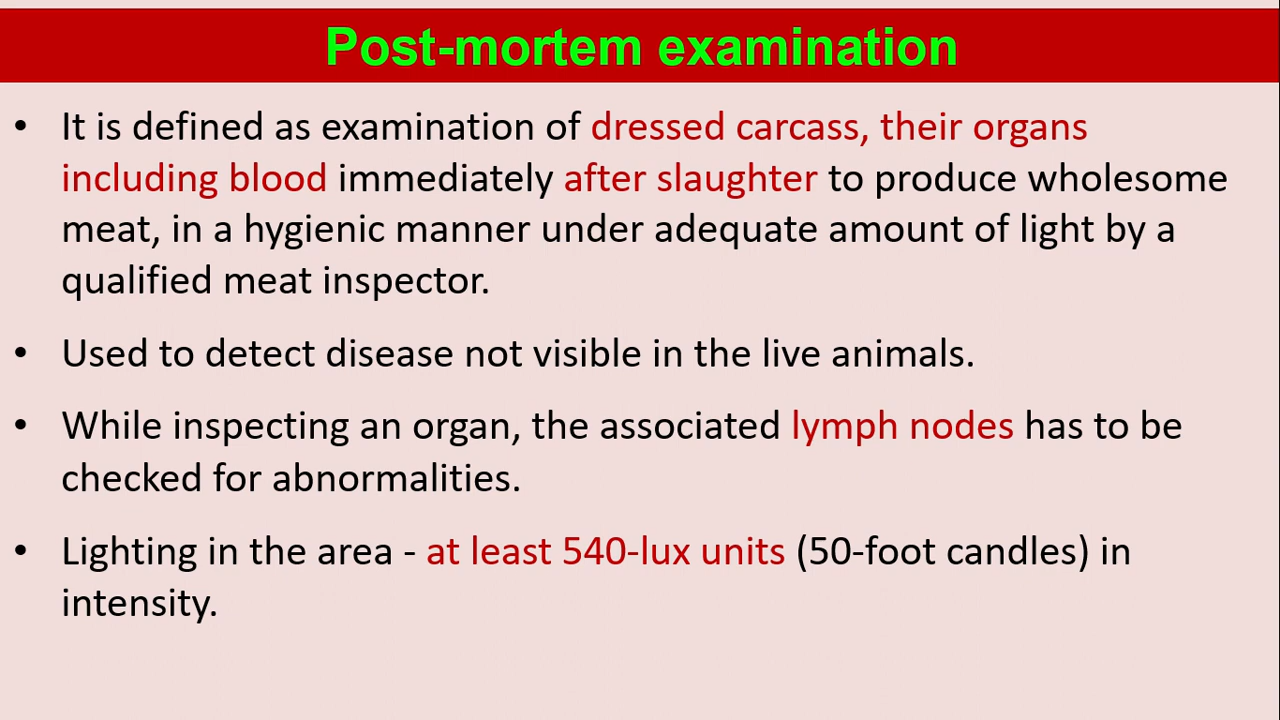 Post-mortem examination
• It is defined as examination of dressed carcass, their organs
including blood immediately after slaughter to produce wholesome
meat, in a hygienic manner under adequate amount of light by a
qualified meat inspector.
• Used to detect disease not visible in the live animals.
• While inspecting an organ, the associated lymph nodes has to be
checked for abnormalities.
• Lighting in the area - at least 540-lux units (50-foot candles) in
intensity.